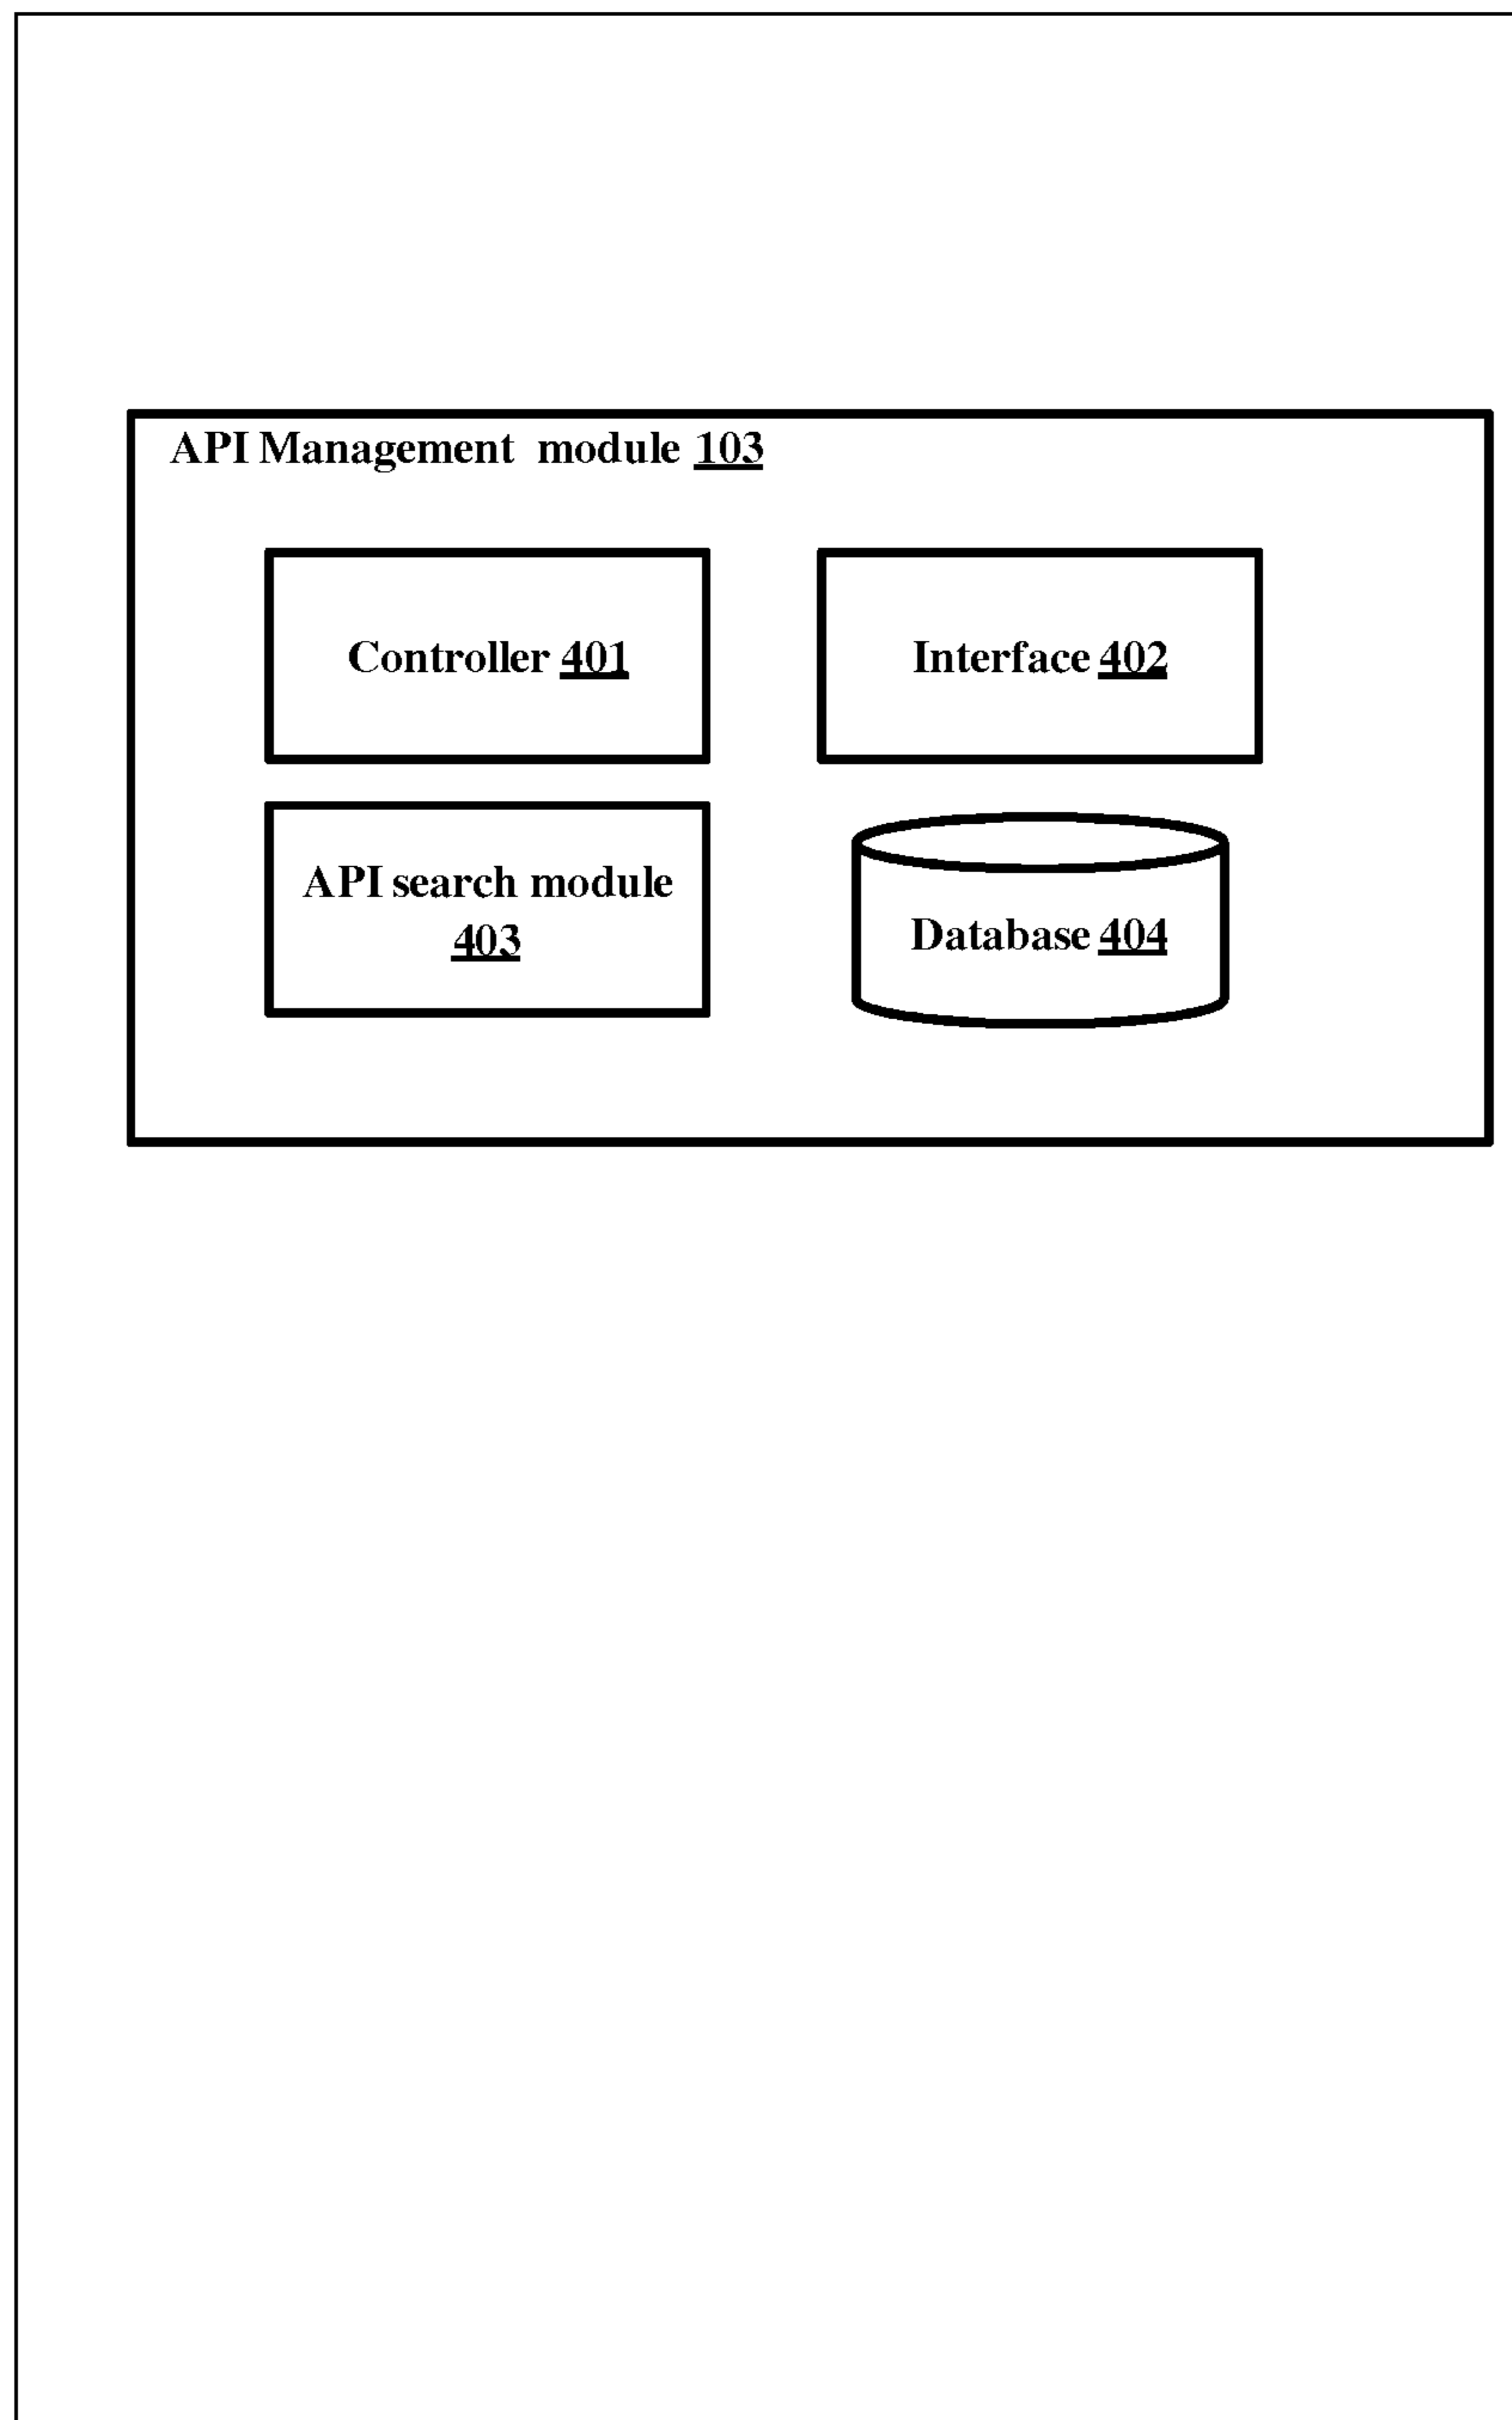 API Management module 103
Controller 401
Interface 402
API search module
403
Database 404